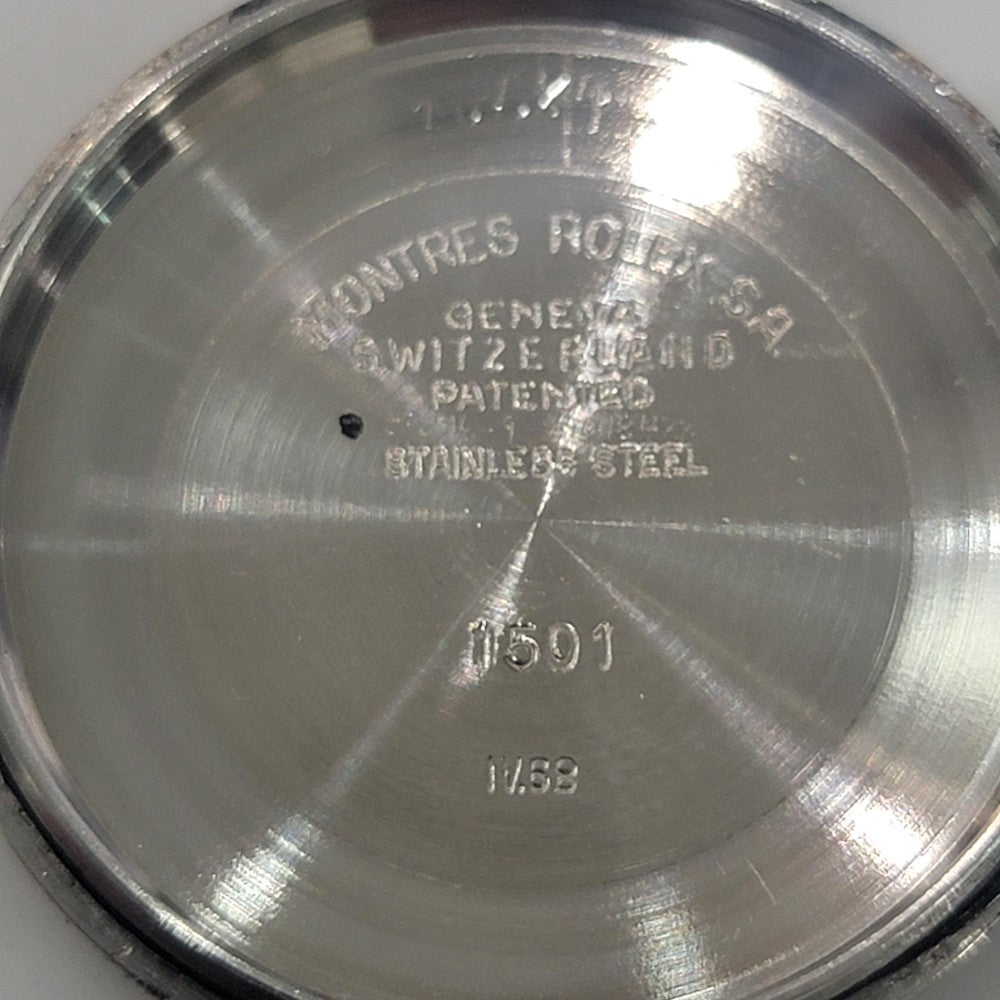 MONTRES ROLEX S.A
GENEVA
SWITZERLAND
PATENTED
STAINLESS STEEL
1501
IV.68